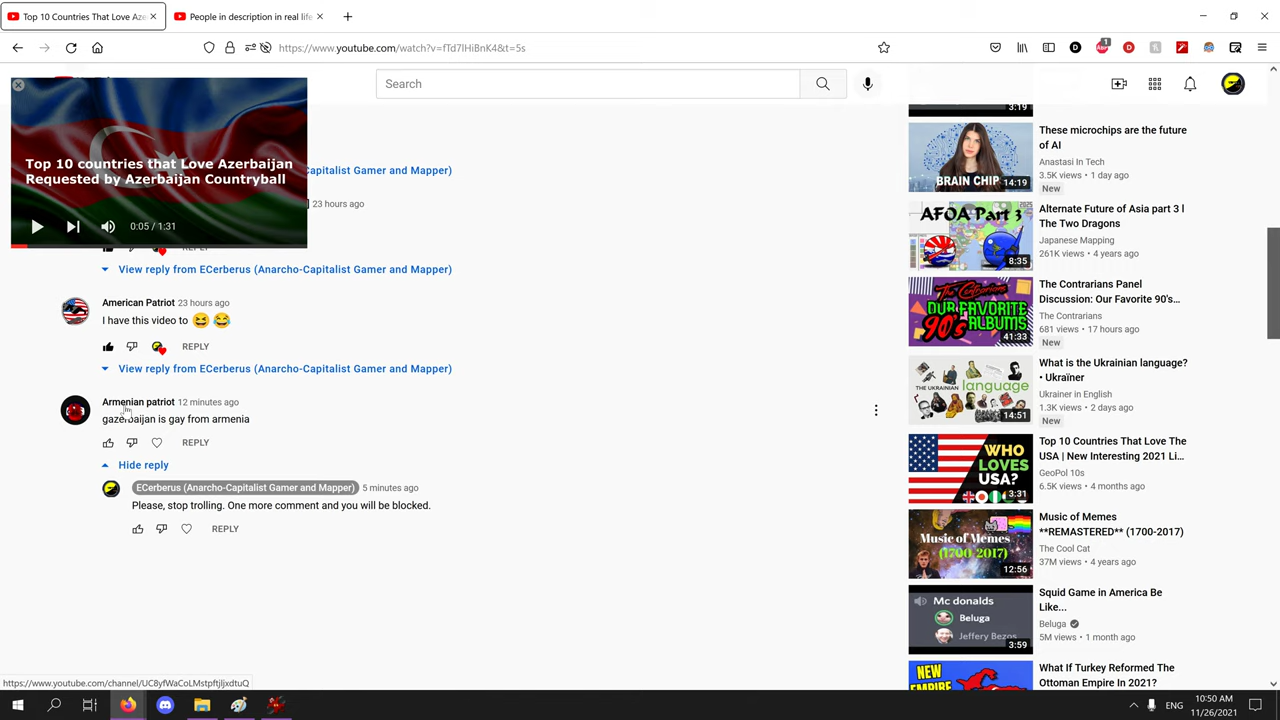 Top 10 Countries That Love Aze
People in description in real life
https://www.youtube.com/watch?v=fTd7lHiBnK4&t=5s
1
Search
Top 10 countries that Love Azerbaijan
Requested by Azerbaijan Countryball
0:05 / 1:31
Capitalist Gamer and Mapper)
23 hours ago
REPLY
View reply from ECerberus (Anarcho-Capitalist Gamer and Mapper)
American Patriot 23 hours ago
I have this video to 😆 😂
REPLY
View reply from ECerberus (Anarcho-Capitalist Gamer and Mapper)
Armenian patriot 12 minutes ago
gazerbaijan is gay from armenia
REPLY
Hide reply
ECerberus (Anarcho-Capitalist Gamer and Mapper) 5 minutes ago
Please, stop trolling. One more comment and you will be blocked.
REPLY
3:19
BRAIN CHIP
14:19
These microchips are the future
of AI
Anastasi In Tech
3.5K views • 1 day ago
New
AFOA Part 3
8:35
Alternate Future of Asia part 3 l
The Two Dragons
Japanese Mapping
261K views • 4 years ago
The Contrarians
OUR FAVORITE
90's ALBUMS
41:33
The Contrarians Panel
Discussion: Our Favorite 90's...
The Contrarians
681 views • 17 hours ago
New
THE UKRAINIAN language
14:51
What is the Ukrainian language?
• Ukraïner
Ukrainer in English
1.3K views • 2 days ago
New
WHO
LOVES
USA?
3:31
Top 10 Countries That Love The
USA | New Interesting 2021 Li...
GeoPol 10s
6.5K views • 4 months ago
Music of Memes
(1700-2017)
12:56
Music of Memes
**REMASTERED** (1700-2017)
The Cool Cat
37M views • 4 years ago
Mc donalds
Beluga
Jeffery Bezos
3:59
Squid Game in America Be
Like...
Beluga
5M views • 1 month ago
NEW
EMPIRE
What If Turkey Reformed The
Ottoman Empire In 2021?
https://www.youtube.com/channel/UC8yfWaCoLMstpftjljxdtuQ
ENG
10:50 AM
11/26/2021